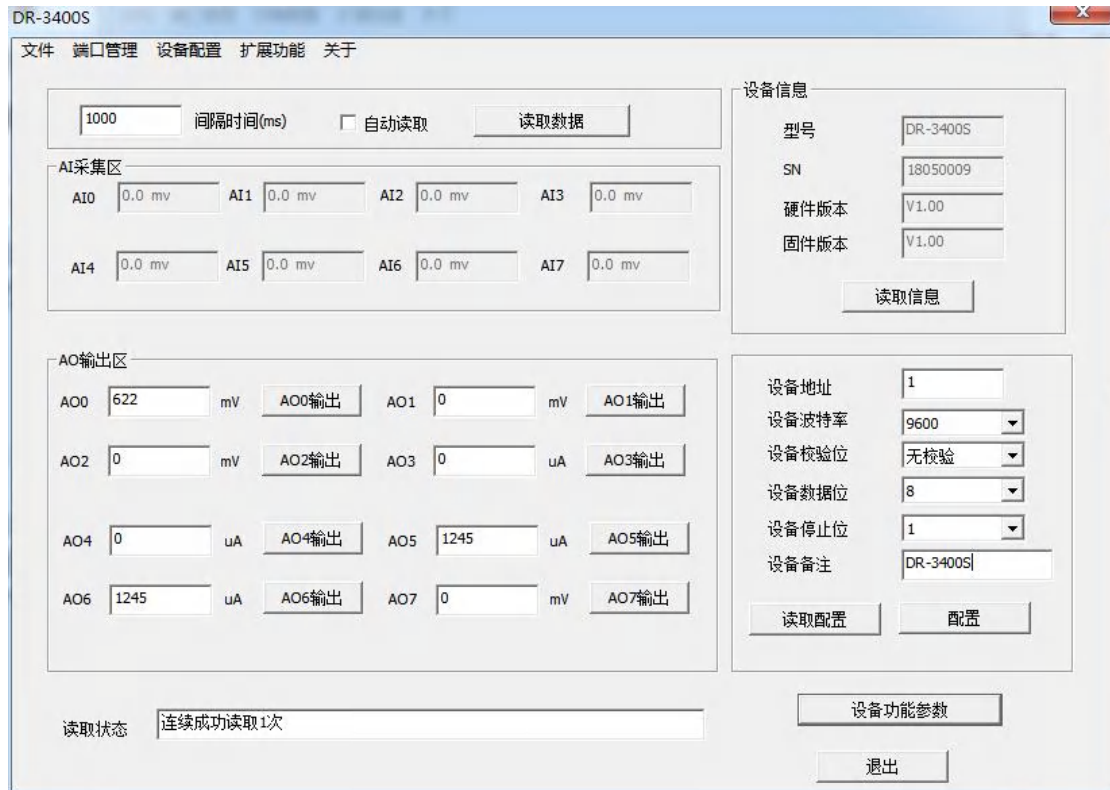 DR-3400S
文件 端口管理 设备配置 扩展功能 关于
1000 间隔时间(ms) 自动读取 读取数据
AI采集区
AI0 0.0 mv AI1 0.0 mv AI2 0.0 mv AI3 0.0 mv
AI4 0.0 mv AI5 0.0 mv AI6 0.0 mv AI7 0.0 mv
AO输出区
AO0 622 mV AO0输出 AO1 0 mV AO1输出
AO2 0 mV AO2输出 AO3 0 uA AO3输出
AO4 0 uA AO4输出 AO5 1245 uA AO5输出
AO6 1245 uA AO6输出 AO7 0 mV AO7输出
读取状态 连续成功读取1次
设备信息
型号 DR-3400S
SN 18050009
硬件版本 V1.00
固件版本 V1.00
读取信息
设备地址 1
设备波特率 9600
设备校验位 无校验
设备数据位 8
设备停止位 1
设备备注 DR-3400S
读取配置 配置
设备功能参数
退出